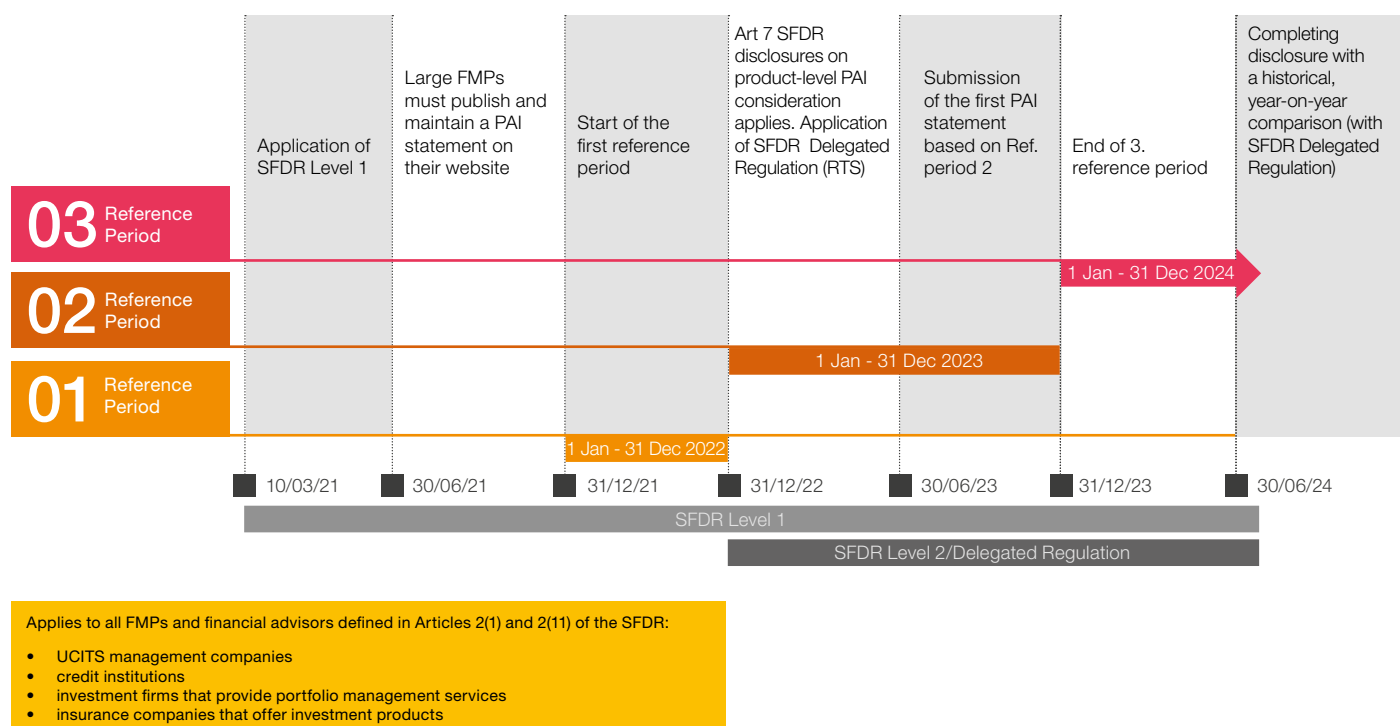 Application of
SFDR Level 1
Large FMPs
must publish and
maintain a PAI
statement on
their website
Start of the
first reference
period
Art 7 SFDR
disclosures on
product-level PAI
consideration
applies. Application
of SFDR Delegated
Regulation (RTS)
Submission
of the first PAI
statement
based on Ref.
period 2
End of 3.
reference period
Completing
disclosure with
a historical,
year-on-year
comparison (with
SFDR Delegated
Regulation)
03 Reference
Period
1 Jan - 31 Dec 2024
02 Reference
Period
1 Jan - 31 Dec 2023
01 Reference
Period
1 Jan - 31 Dec 2022
10/03/21
30/06/21
31/12/21
31/12/22
30/06/23
31/12/23
30/06/24
SFDR Level 1
SFDR Level 2/Delegated Regulation
Applies to all FMPs and financial advisors defined in Articles 2(1) and 2(11) of the SFDR:
• UCITS management companies
• credit institutions
• investment firms that provide portfolio management services
• insurance companies that offer investment products